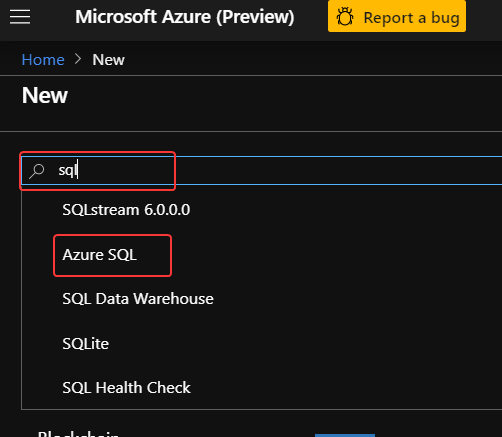 Microsoft Azure (Preview) Report a bug
Home > New
New
sql
SQLstream 6.0.0.0
Azure SQL
SQL Data Warehouse
SQLite
SQL Health Check
Blockchain